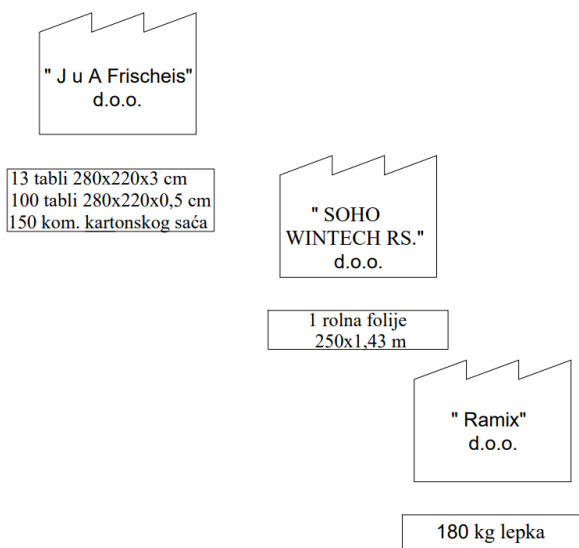 " J u A Frischeis"
d.o.o.
13 tabli 280x220x3 cm
100 tabli 280x220x0,5 cm
150 kom. kartonskog saća
" SOHO
WINTECH RS."
d.o.o.
1 rolna folije
250x1,43 m
" Ramix"
d.o.o.
180 kg lepka